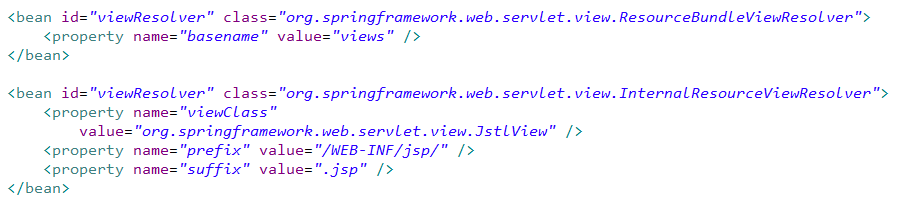 <bean id="viewResolver" class="org.springframework.web.servlet.view.ResourceBundleViewResolver">
    <property name="basename" value="views" />
</bean>

<bean id="viewResolver" class="org.springframework.web.servlet.view.InternalResourceViewResolver">
    <property name="viewClass"
        value="org.springframework.web.servlet.view.JstlView" />
    <property name="prefix" value="/WEB-INF/jsp/" />
    <property name="suffix" value=".jsp" />
</bean>